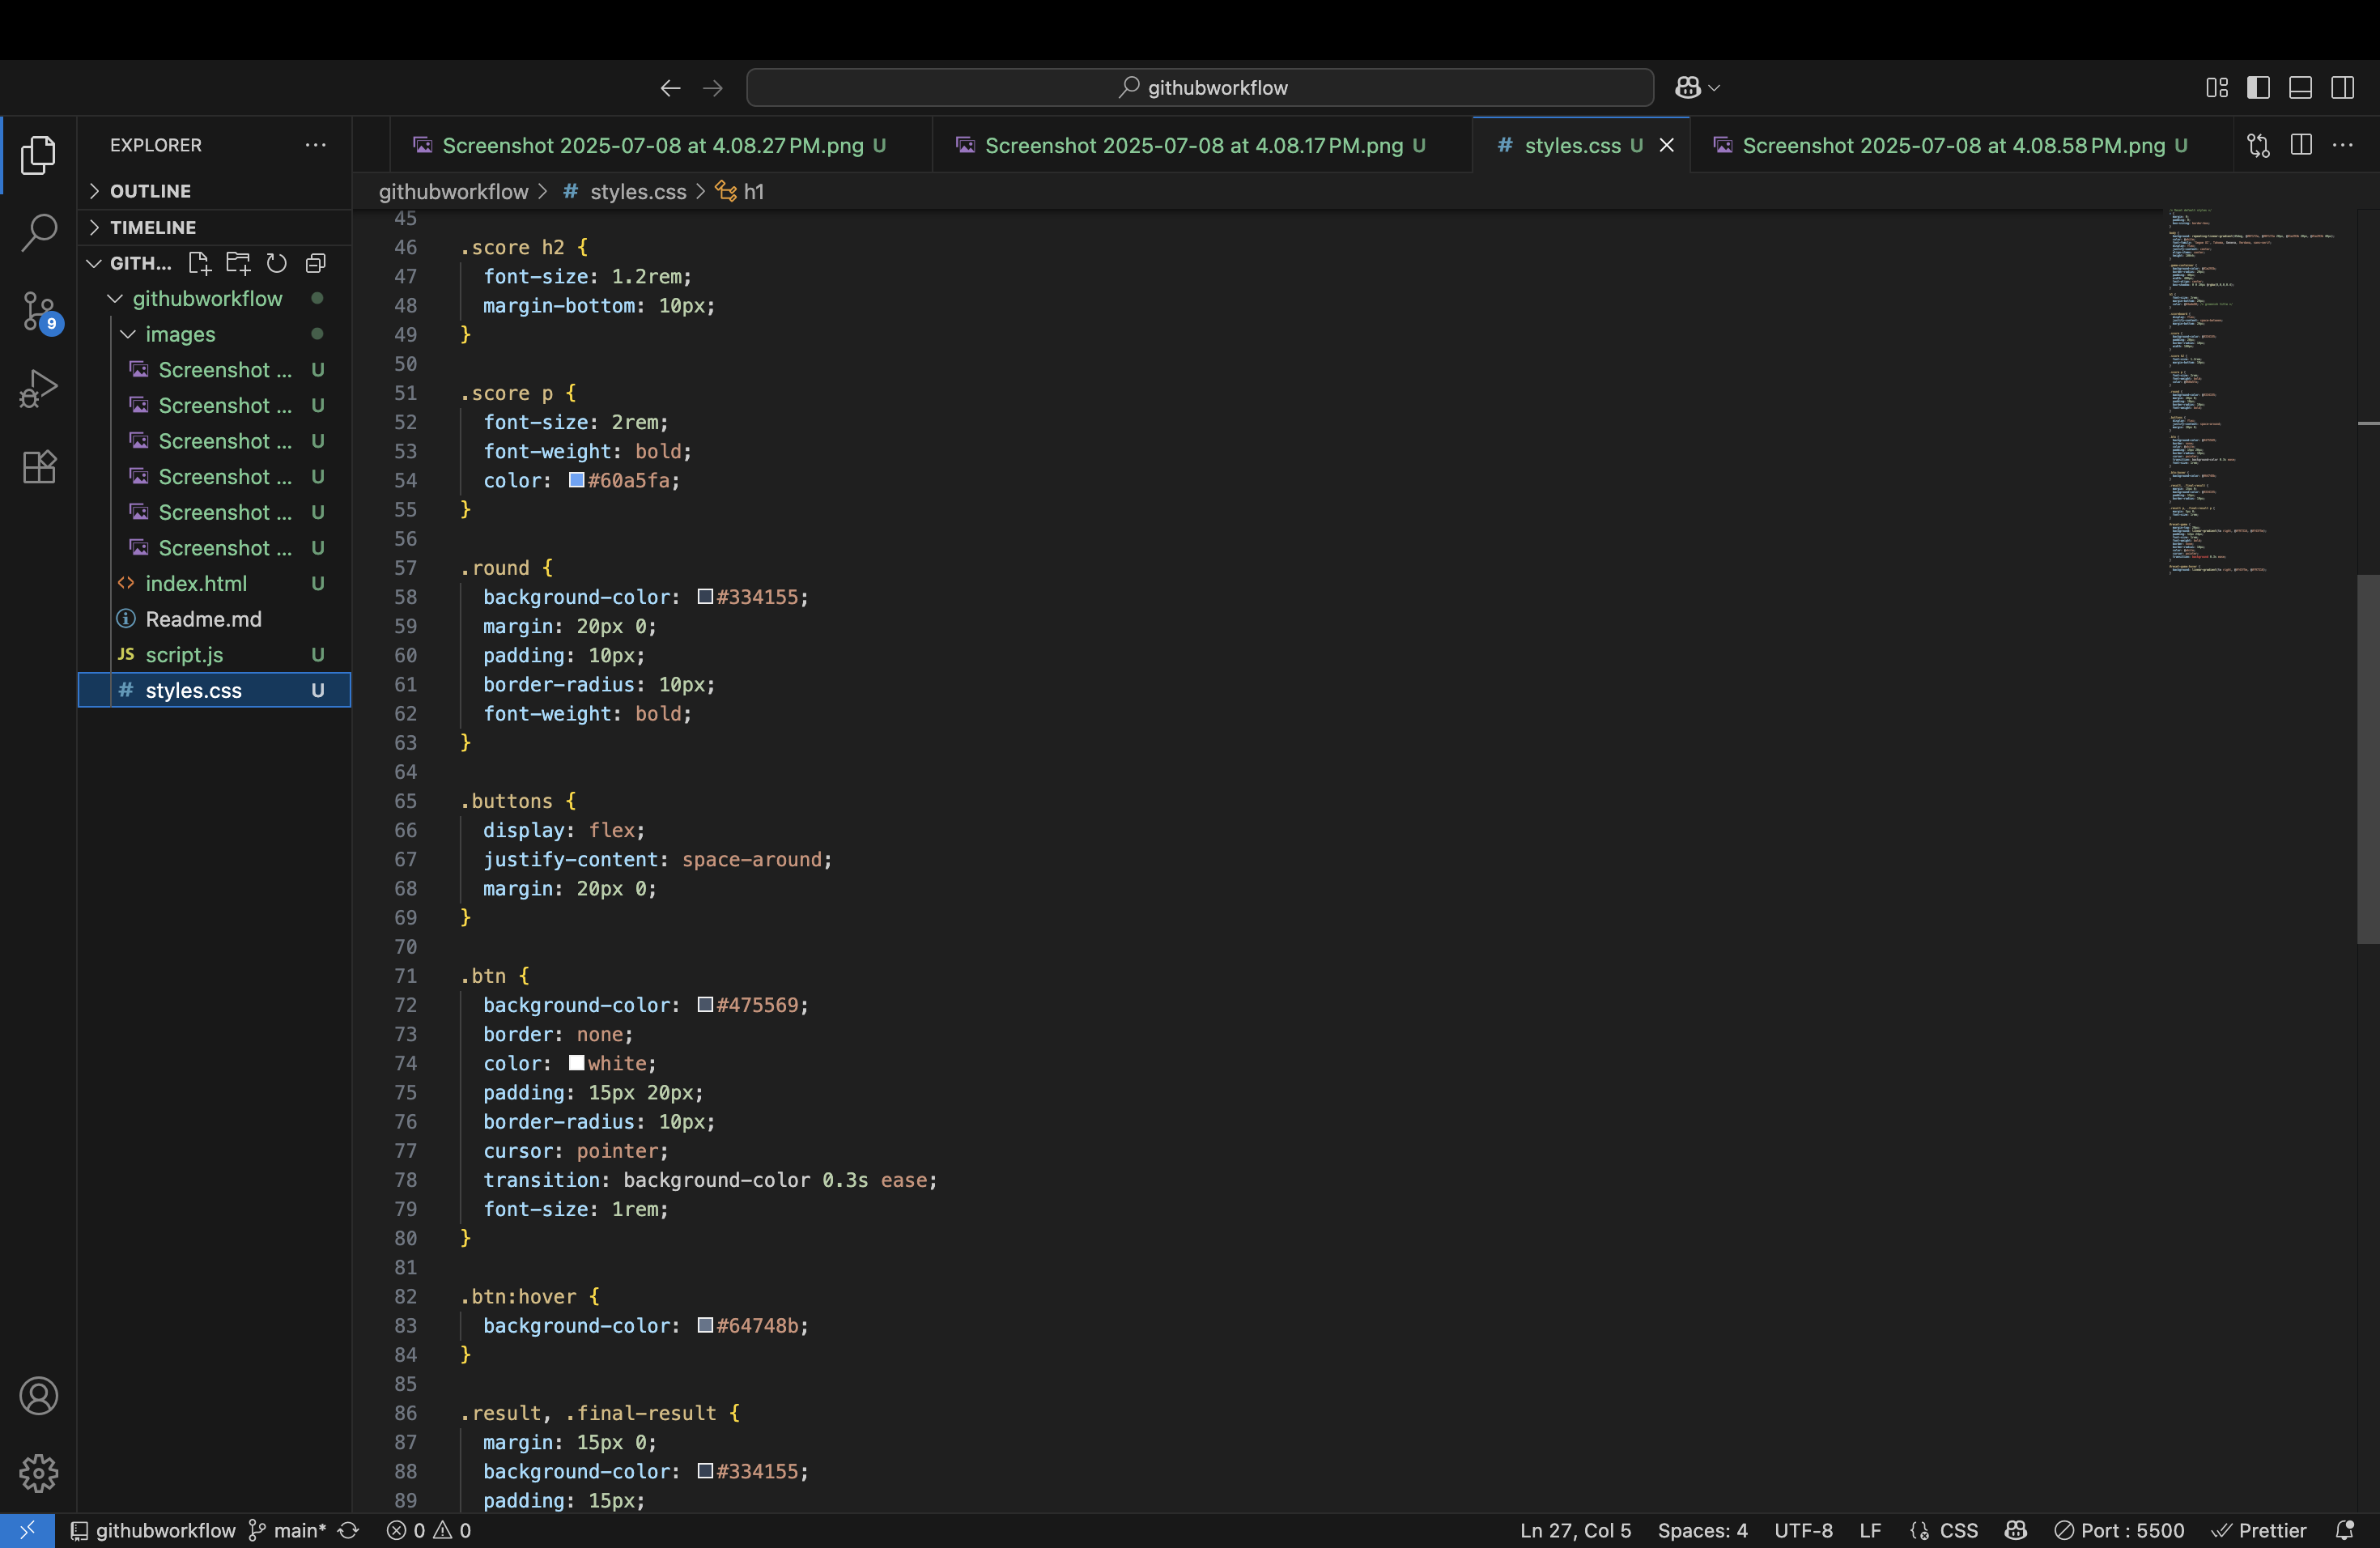 githubworkflow
EXPLORER
Screenshot 2025-07-08 at 4.08.27 PM.png U
Screenshot 2025-07-08 at 4.08.17 PM.png U
# styles.css U
Screenshot 2025-07-08 at 4.08.58 PM.png U
OUTLINE
TIMELINE
GITH...
githubworkflow
images
Screenshot ... U
Screenshot ... U
Screenshot ... U
Screenshot ... U
Screenshot ... U
Screenshot ... U
index.html U
Readme.md
JS script.js U
# styles.css U
9
githubworkflow > # styles.css > h1
45
46 .score h2 {
47 font-size: 1.2rem;
48 margin-bottom: 10px;
49 }
50
51 .score p {
52 font-size: 2rem;
53 font-weight: bold;
54 color: #60a5fa;
55 }
56
57 .round {
58 background-color: #334155;
59 margin: 20px 0;
60 padding: 10px;
61 border-radius: 10px;
62 font-weight: bold;
63 }
64
65 .buttons {
66 display: flex;
67 justify-content: space-around;
68 margin: 20px 0;
69 }
70
71 .btn {
72 background-color: #475569;
73 border: none;
74 color: white;
75 padding: 15px 20px;
76 border-radius: 10px;
77 cursor: pointer;
78 transition: background-color 0.3s ease;
79 font-size: 1rem;
80 }
81
82 .btn:hover {
83 background-color: #64748b;
84 }
85
86 .result, .final-result {
87 margin: 15px 0;
88 background-color: #334155;
89 padding: 15px;
githubworkflow main* 0 0 Ln 27, Col 5 Spaces: 4 UTF-8 LF {} CSS Port : 5500 Prettier